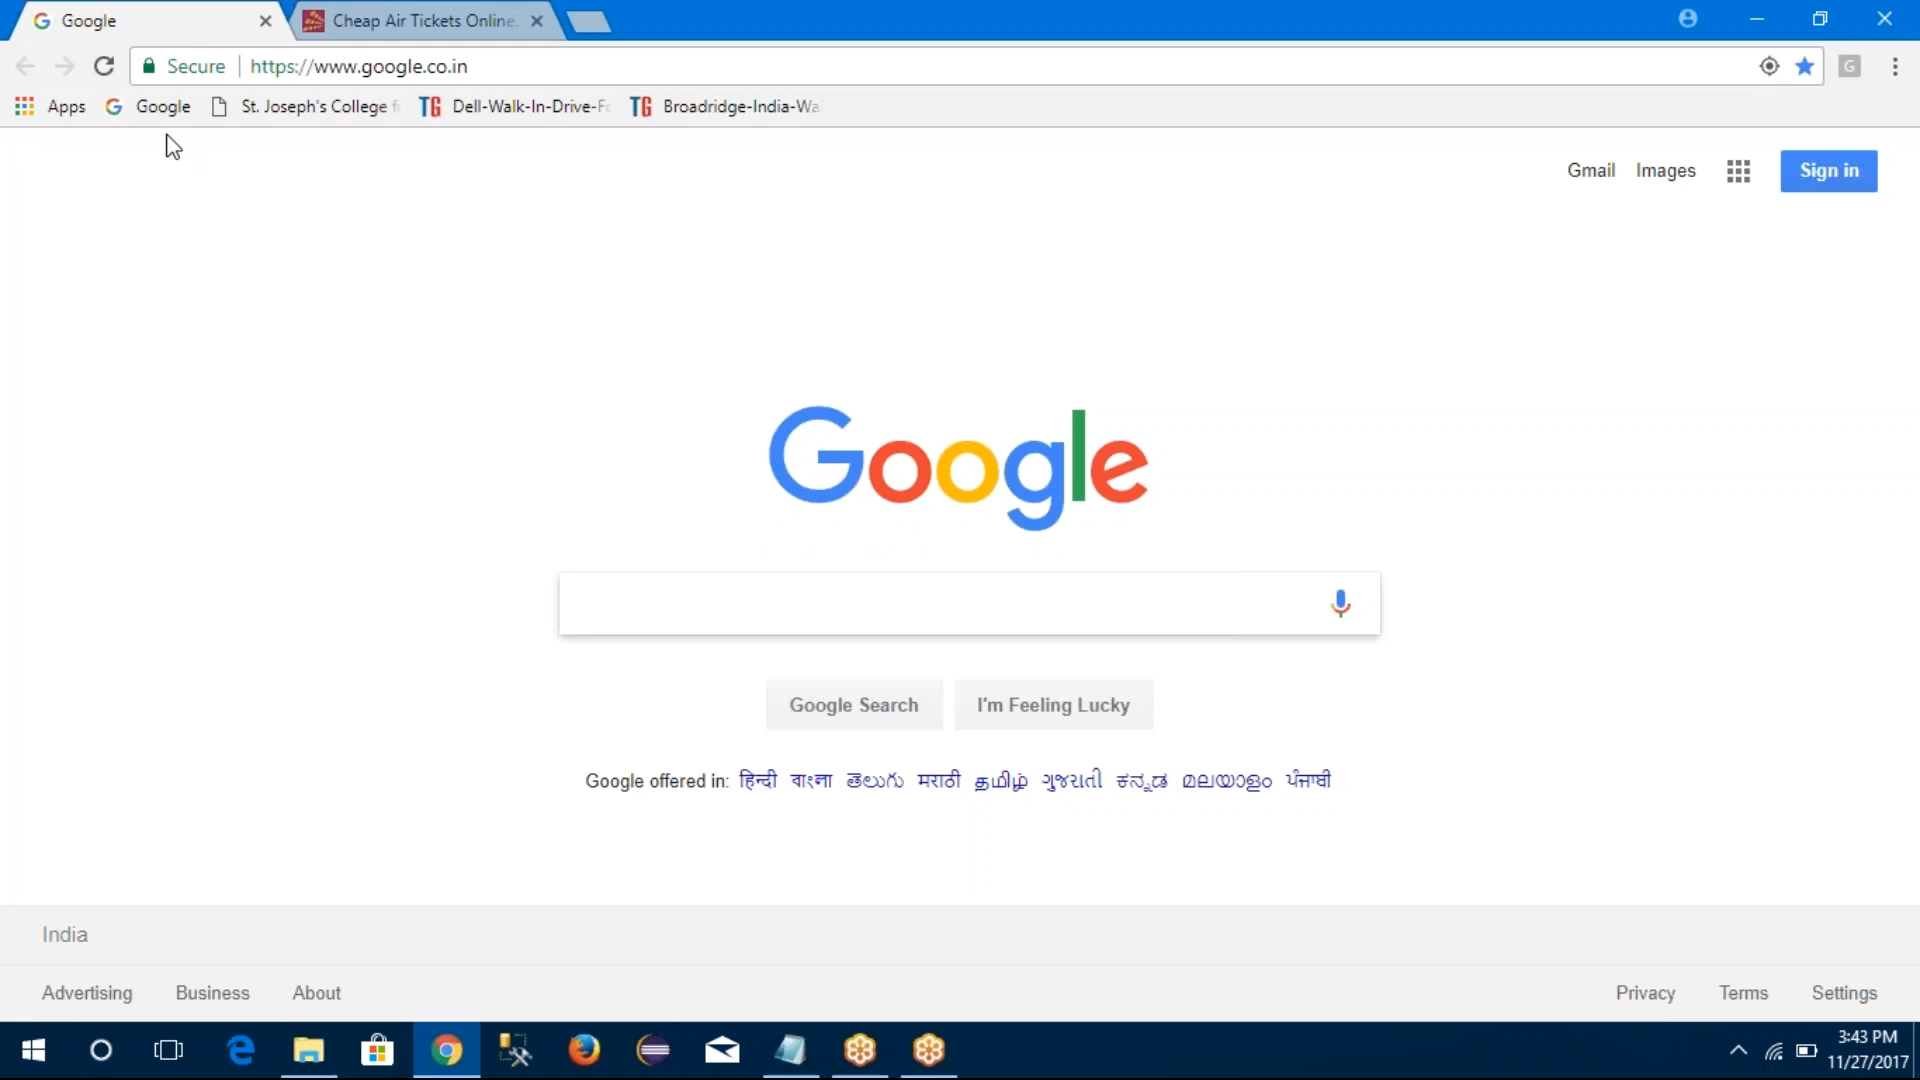 Google
Cheap Air Tickets Online.
Secure
https://www.google.co.in
Apps
Google
St. Joseph's College f
Dell-Walk-In-Drive-Fo
Broadridge-India-Wa
Gmail
Images
Sign in
Google
Google Search
I'm Feeling Lucky
Google offered in: हिन्दी বাংলা తెలుగు मराठी தமிழ் ગુજરાતી ಕನ್ನಡ മലയാളം ਪੰਜਾਬੀ
India
Advertising
Business
About
Privacy
Terms
Settings
3:43 PM
11/27/2017